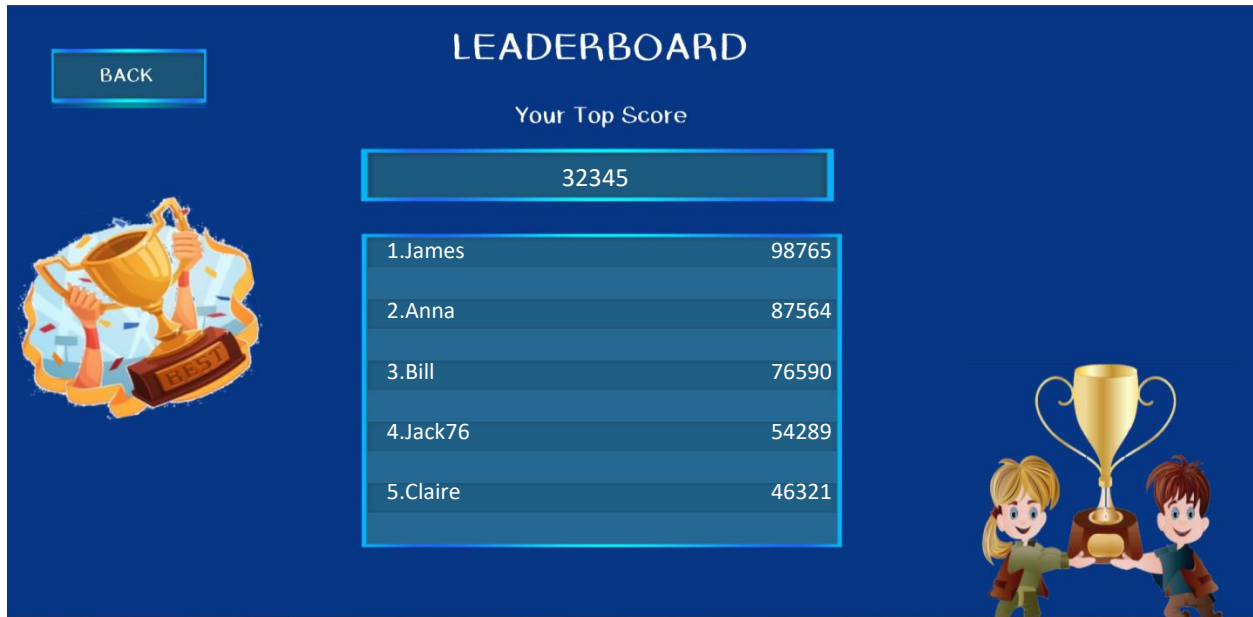 LEADERBOARD
BACK
Your Top Score
32345
1.James 98765
2.Anna 87564
3.Bill 76590
4.Jack76 54289
5.Claire 46321
BEST